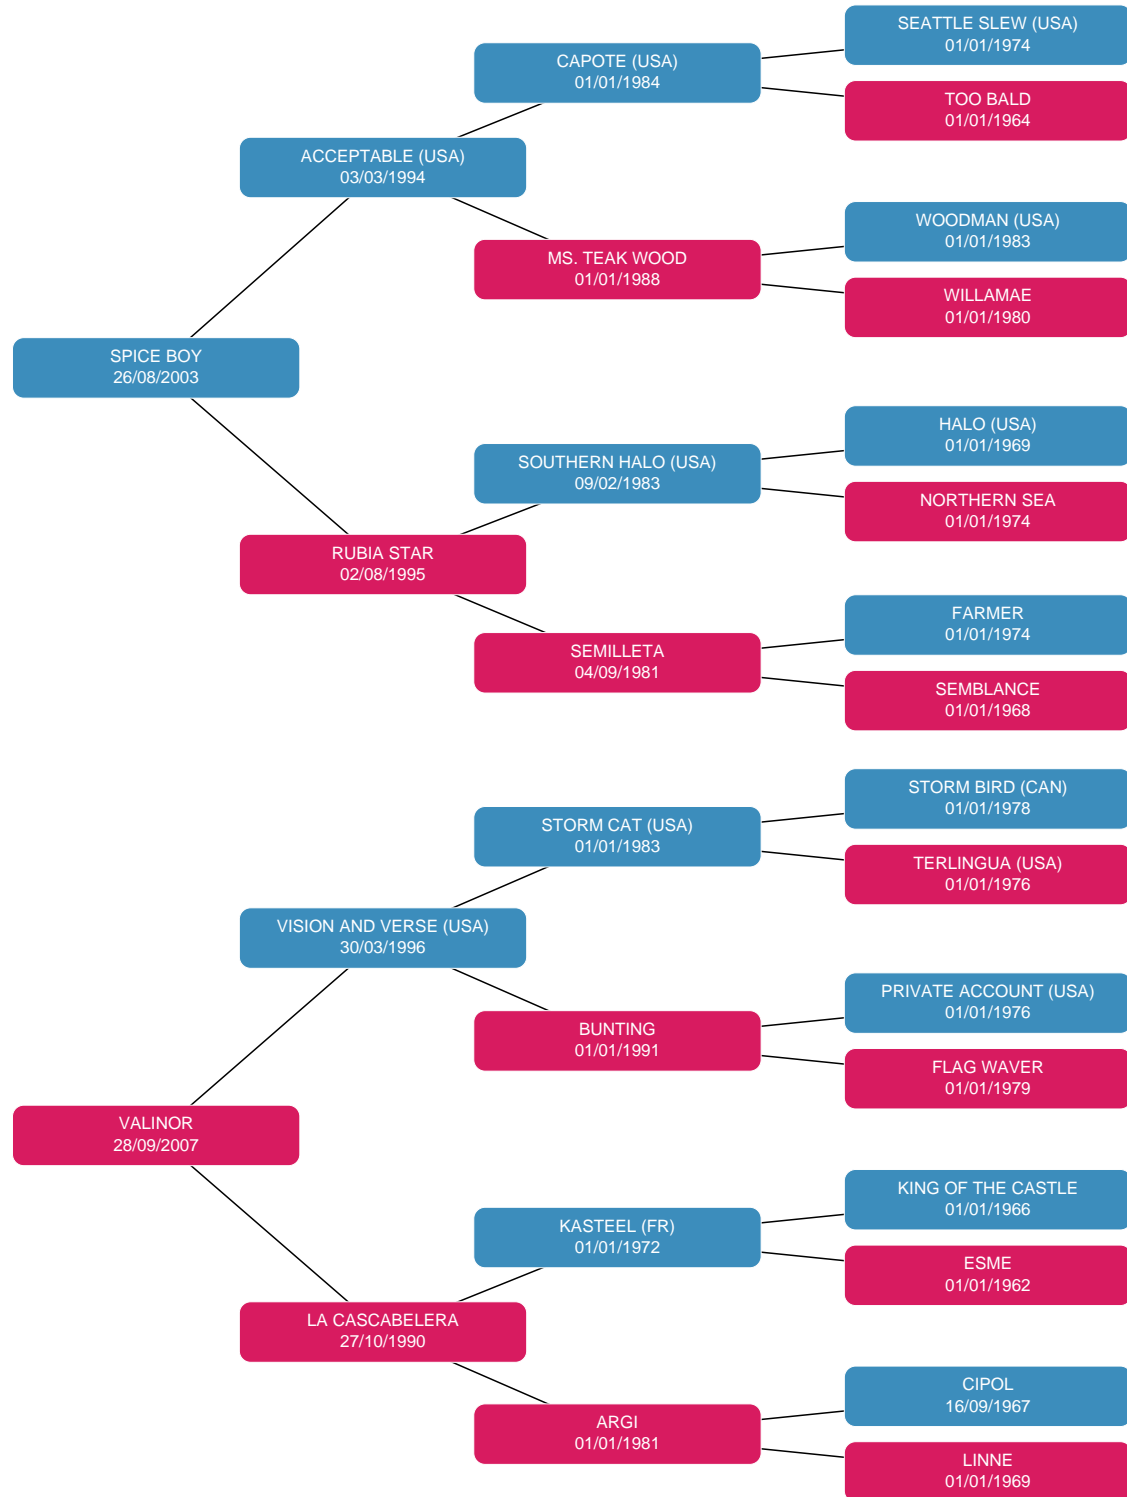 SEATTLE SLEW (USA)
01/01/1974
CAPOTE (USA)
01/01/1984
TOO BALD
01/01/1964
ACCEPTABLE (USA)
03/03/1994
WOODMAN (USA)
01/01/1983
MS. TEAK WOOD
01/01/1988
WILLAMAE
01/01/1980
SPICE BOY
26/08/2003
HALO (USA)
01/01/1969
SOUTHERN HALO (USA)
09/02/1983
NORTHERN SEA
01/01/1974
RUBIA STAR
02/08/1995
FARMER
01/01/1974
SEMILLETA
04/09/1981
SEMBLANCE
01/01/1968
STORM BIRD (CAN)
01/01/1978
STORM CAT (USA)
01/01/1983
TERLINGUA (USA)
01/01/1976
VISION AND VERSE (USA)
30/03/1996
PRIVATE ACCOUNT (USA)
01/01/1976
BUNTING
01/01/1991
FLAG WAVER
01/01/1979
VALINOR
28/09/2007
KING OF THE CASTLE
01/01/1966
KASTEEL (FR)
01/01/1972
ESME
01/01/1962
LA CASCABELERA
27/10/1990
CIPOL
16/09/1967
ARGI
01/01/1981
LINNE
01/01/1969